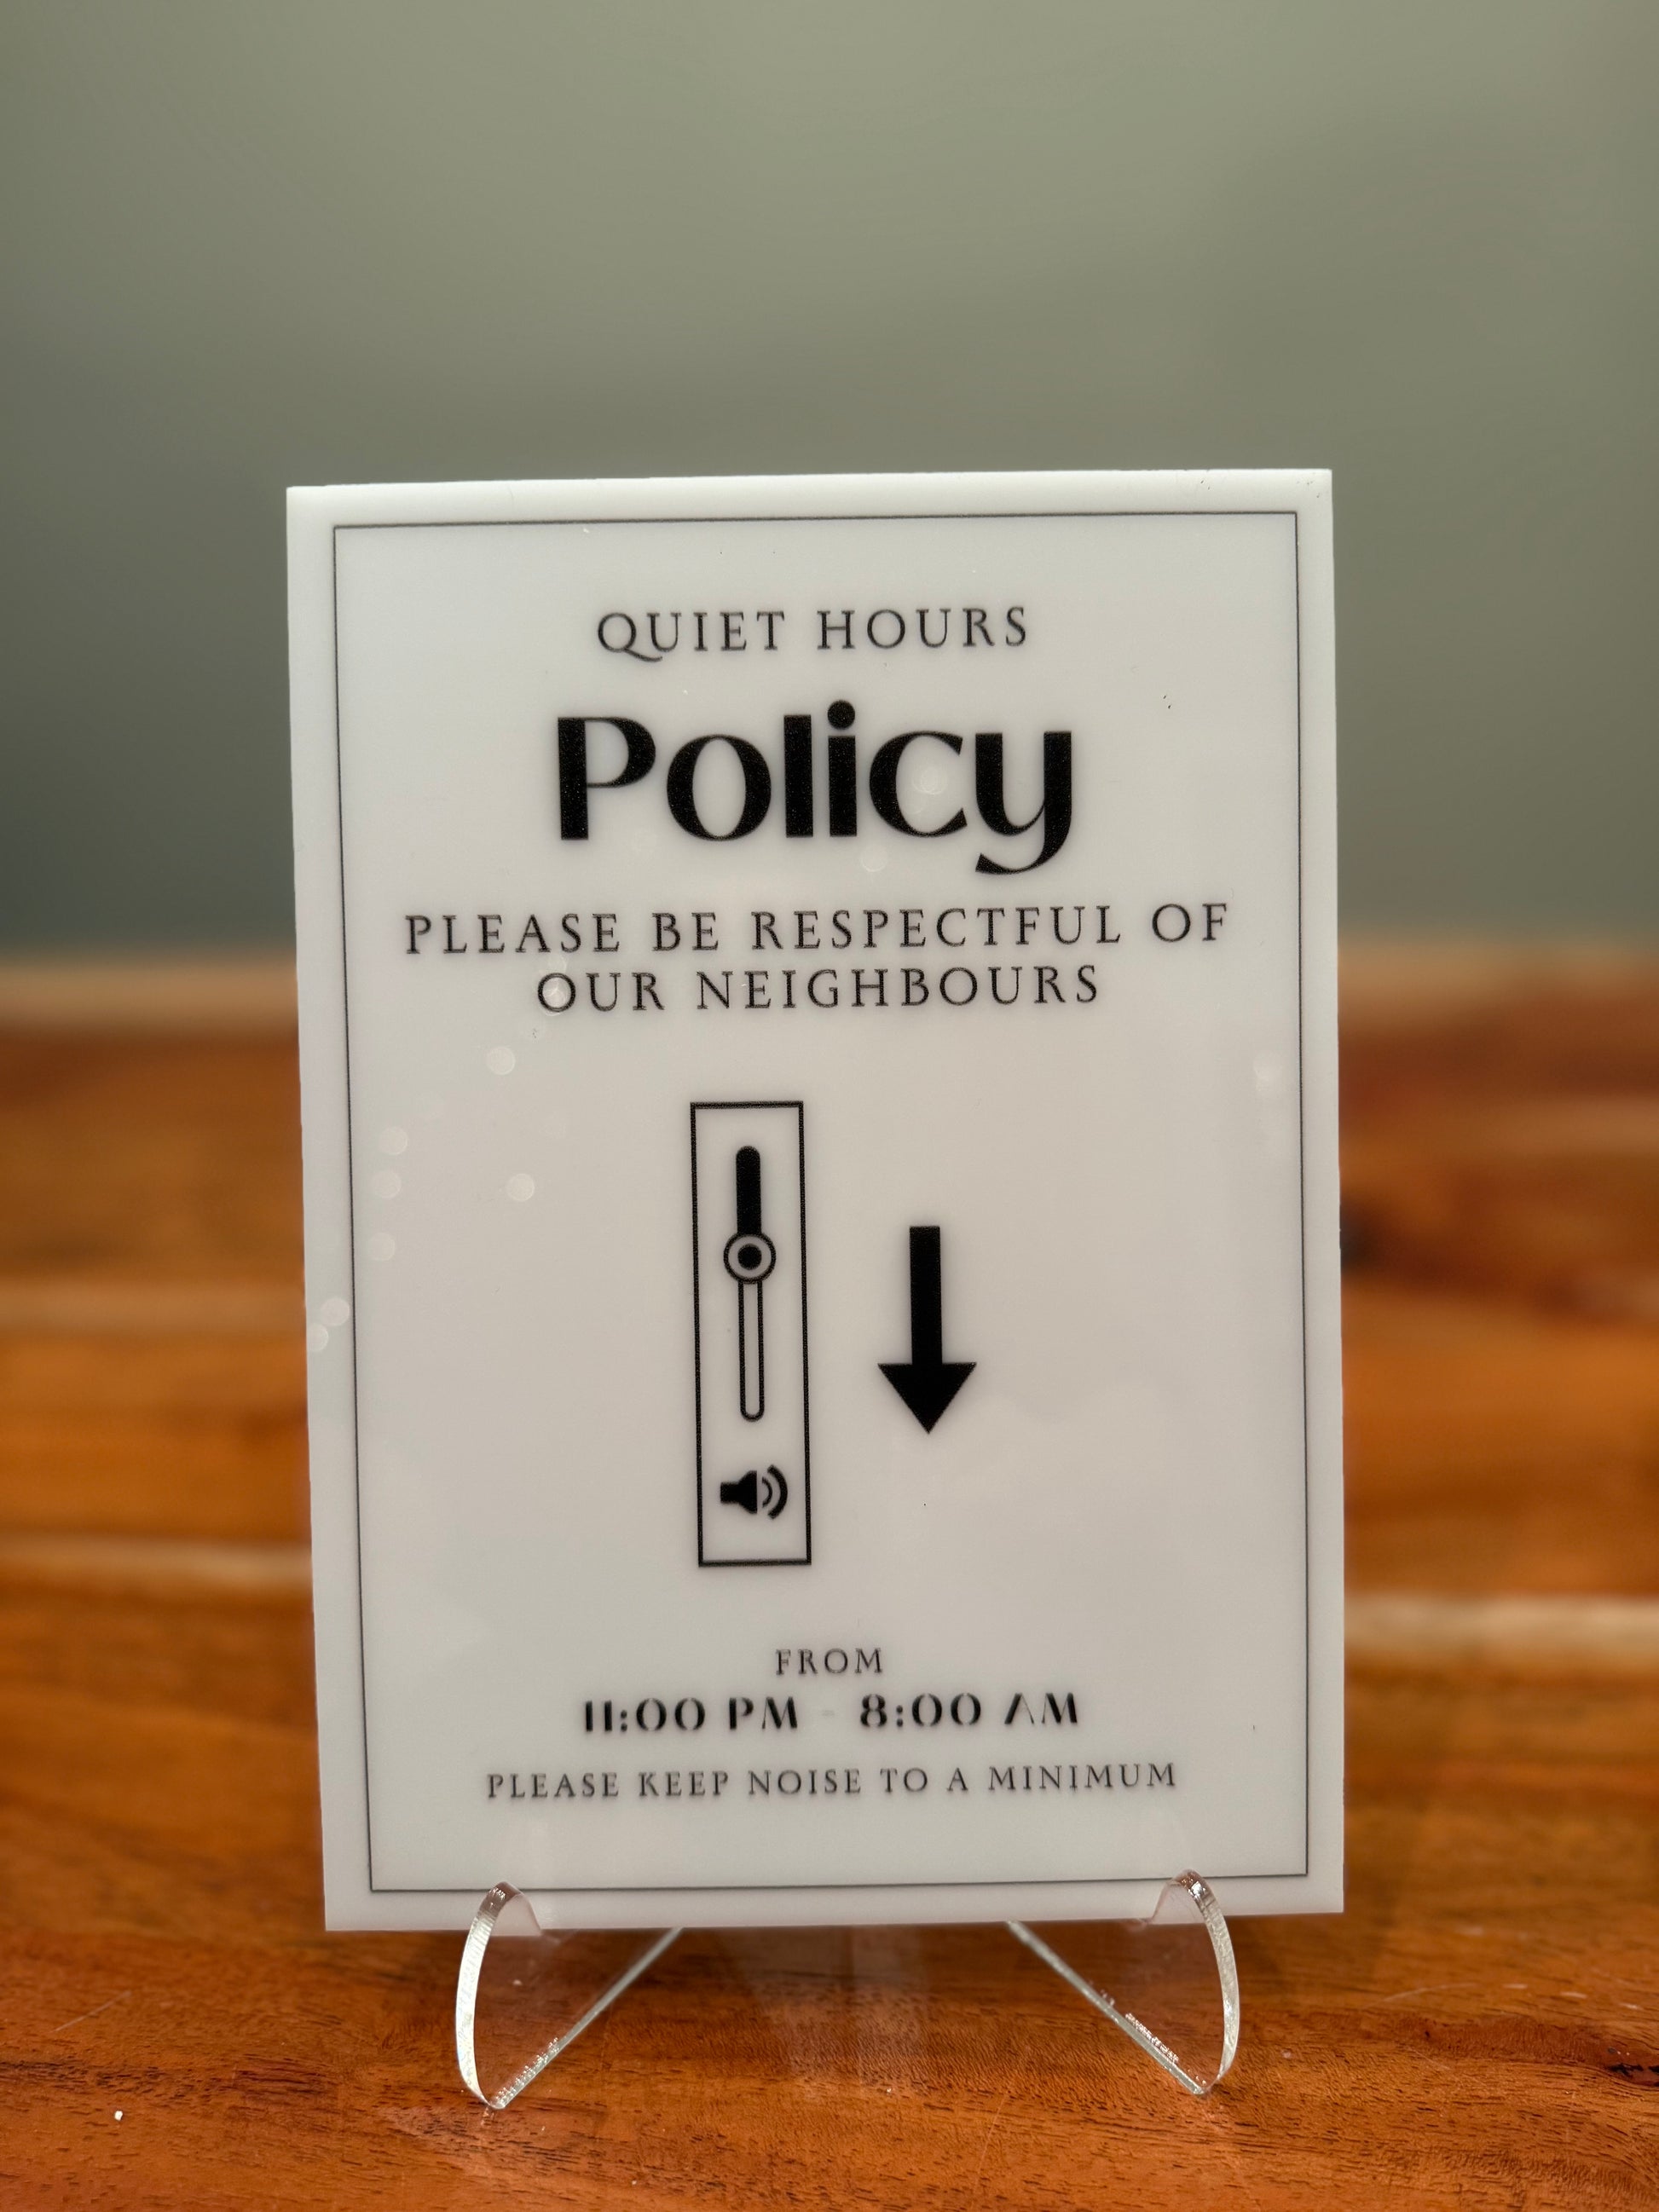 QUIET HOURS
Policy
PLEASE BE RESPECTFUL OF
OUR NEIGHBOURS
FROM
11:00 PM - 8:00 AM
PLEASE KEEP NOISE TO A MINIMUM